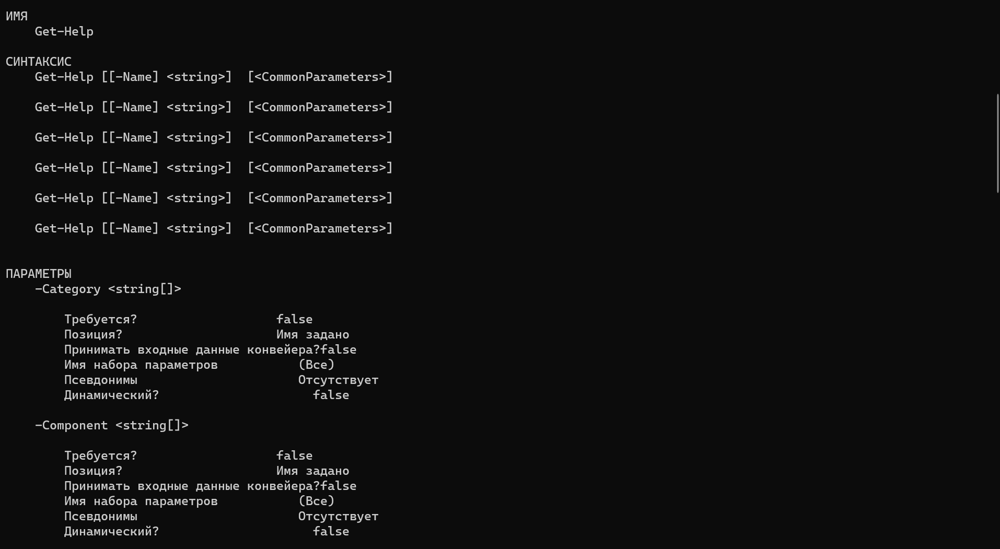 ИМЯ
Get-Help
СИНТАКСИС
Get-Help [[-Name] <string>]  [<CommonParameters>]
Get-Help [[-Name] <string>]  [<CommonParameters>]
Get-Help [[-Name] <string>]  [<CommonParameters>]
Get-Help [[-Name] <string>]  [<CommonParameters>]
Get-Help [[-Name] <string>]  [<CommonParameters>]
Get-Help [[-Name] <string>]  [<CommonParameters>]
ПАРАМЕТРЫ
-Category <string[]>
Требуется? false
Позиция? Имя задано
Принимать входные данные конвейера?false
Имя набора параметров (Все)
Псевдонимы Отсутствует
Динамический? false
-Component <string[]>
Требуется? false
Позиция? Имя задано
Принимать входные данные конвейера?false
Имя набора параметров (Все)
Псевдонимы Отсутствует
Динамический? false